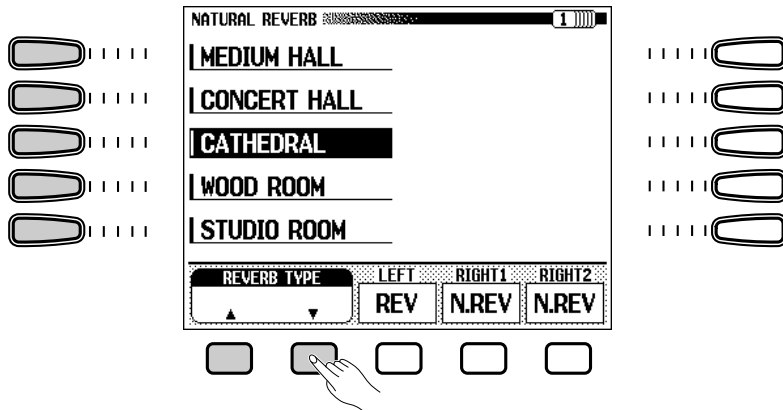 NATURAL REVERB 1
MEDIUM HALL
CONCERT HALL
CATHEDRAL
WOOD ROOM
STUDIO ROOM
REVERB TYPE LEFT RIGHT1 RIGHT2
▲ ▼ REV N.REV N.REV